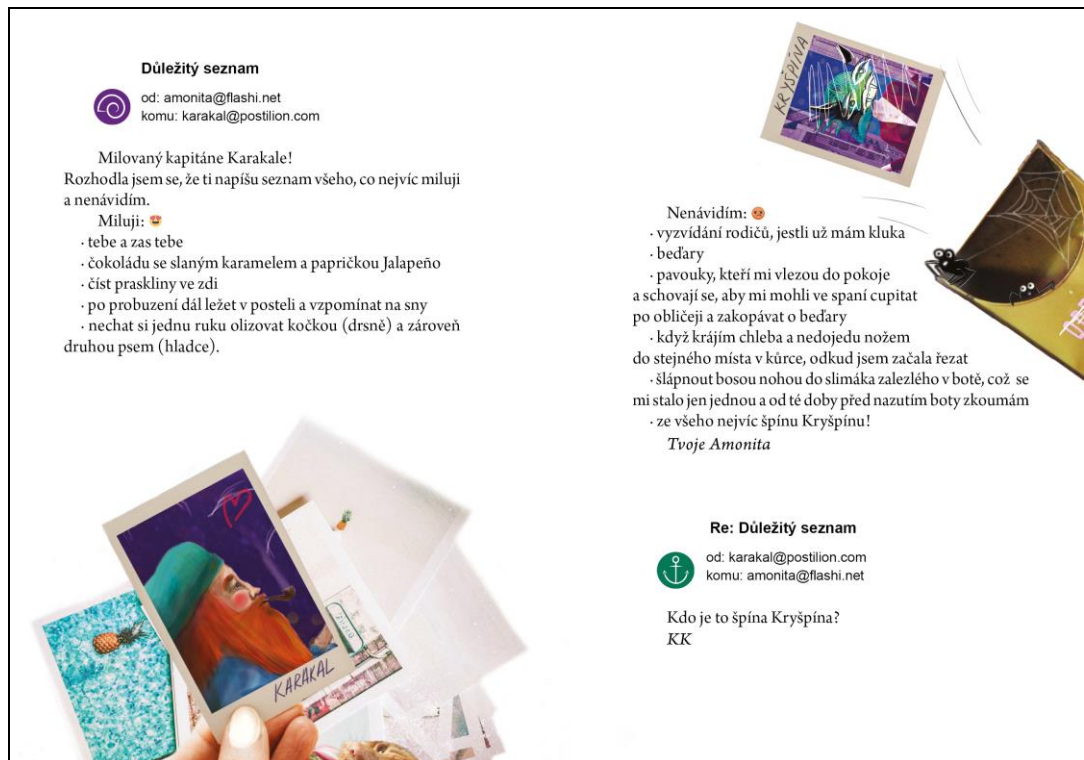 Důležitý seznam
od: amonita@flashi.net
komu: karakal@postilion.com
Milovaný kapitáne Karakale!
Rozhodla jsem se, že ti napíšu seznam všeho, co nejvíc miluji
a nenávidím.
Miluji: 😍
· tebe a zas tebe
· čokoládu se slaným karamelem a papričkou Jalapeño
· číst praskliny ve zdi
· po probuzení dál ležet v posteli a vzpomínat na sny
· nechat si jednu ruku olizovat kočkou (drsně) a zároveň
druhou psem (hladce).
KARAKAL
KRYŠPÍNA
Nenávidím: 😡
· vyzvídání rodičů, jestli už mám kluka
· beďary
· pavouky, kteří mi vlezou do pokoje
a schovají se, aby mi mohli ve spaní cupitat
po obličeji a zakopávat o beďary
· když krájím chleba a nedojedu nožem
do stejného místa v kůrce, odkud jsem začala řezat
· šlápnout bosou nohou do slimáka zalezlého v botě, což se
mi stalo jen jednou a od té doby před nazutím boty zkoumám
· ze všeho nejvíc špínu Kryšpínu!
Tvoje Amonita
Re: Důležitý seznam
od: karakal@postilion.com
komu: amonita@flashi.net
Kdo je to špína Kryšpína?
KK